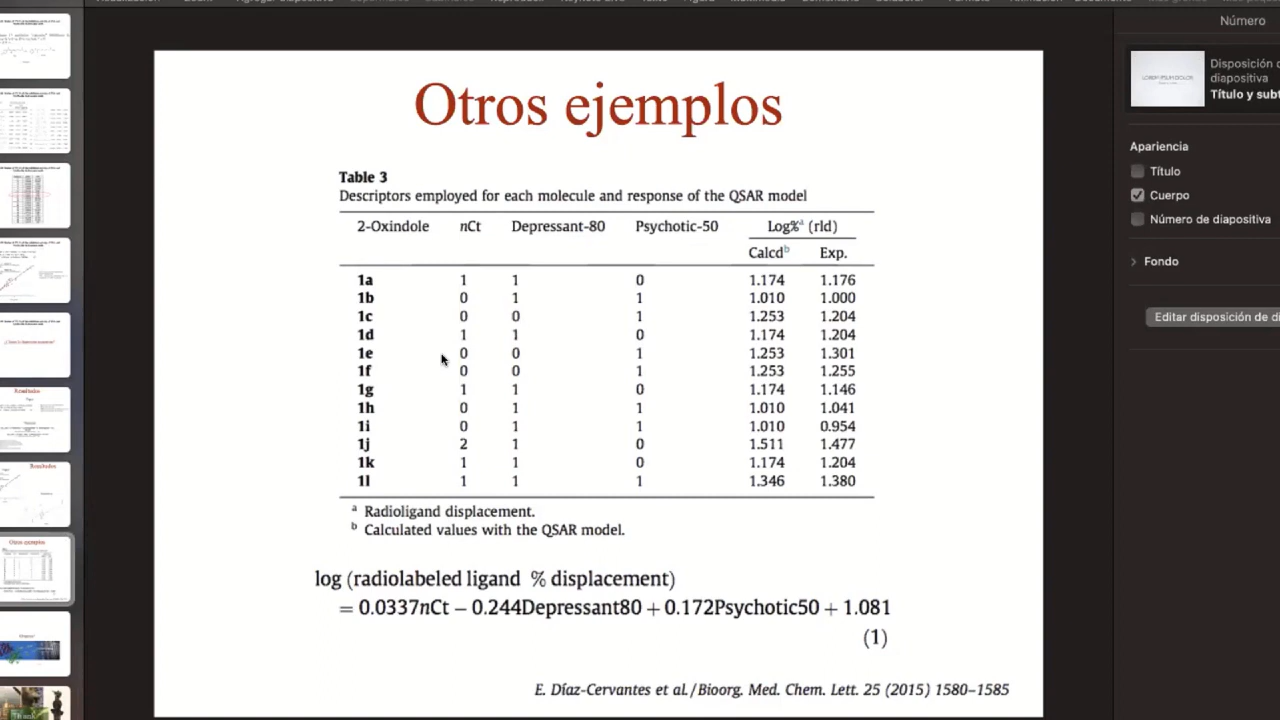 Número
Otros ejemplos
Disposición de
diapositiva
Título y subt
Apariencia
Título
Cuerpo
Número de diapositiva
Fondo
Editar disposición de di
Table 3
Descriptors employed for each molecule and response of the QSAR model
2-Oxindole nCt Depressant-80 Psychotic-50 Log%a (rld)
Calcdb Exp.
1a 1 1 0 1.174 1.176
1b 0 1 1 1.010 1.000
1c 0 0 1 1.253 1.204
1d 1 1 0 1.174 1.204
1e 0 0 1 1.253 1.301
1f 0 0 1 1.253 1.255
1g 1 1 0 1.174 1.146
1h 0 1 1 1.010 1.041
1i 0 1 1 1.010 0.954
1j 2 1 0 1.511 1.477
1k 1 1 0 1.174 1.204
1l 1 1 1 1.346 1.380
a Radioligand displacement.
b Calculated values with the QSAR model.
log (radiolabeled ligand % displacement)
= 0.0337nCt − 0.244Depressant80 + 0.172Psychotic50 + 1.081
(1)
E. Díaz-Cervantes et al./Bioorg. Med. Chem. Lett. 25 (2015) 1580–1585
Resultados
Resultados
Otros ejemplos